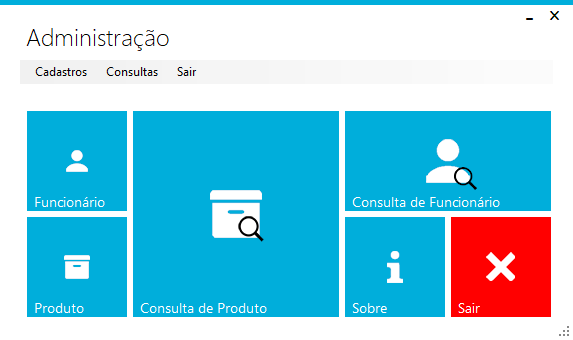 Administração
Cadastros Consultas Sair
Funcionário
Consulta de Funcionário
Produto
Consulta de Produto
Sobre
Sair